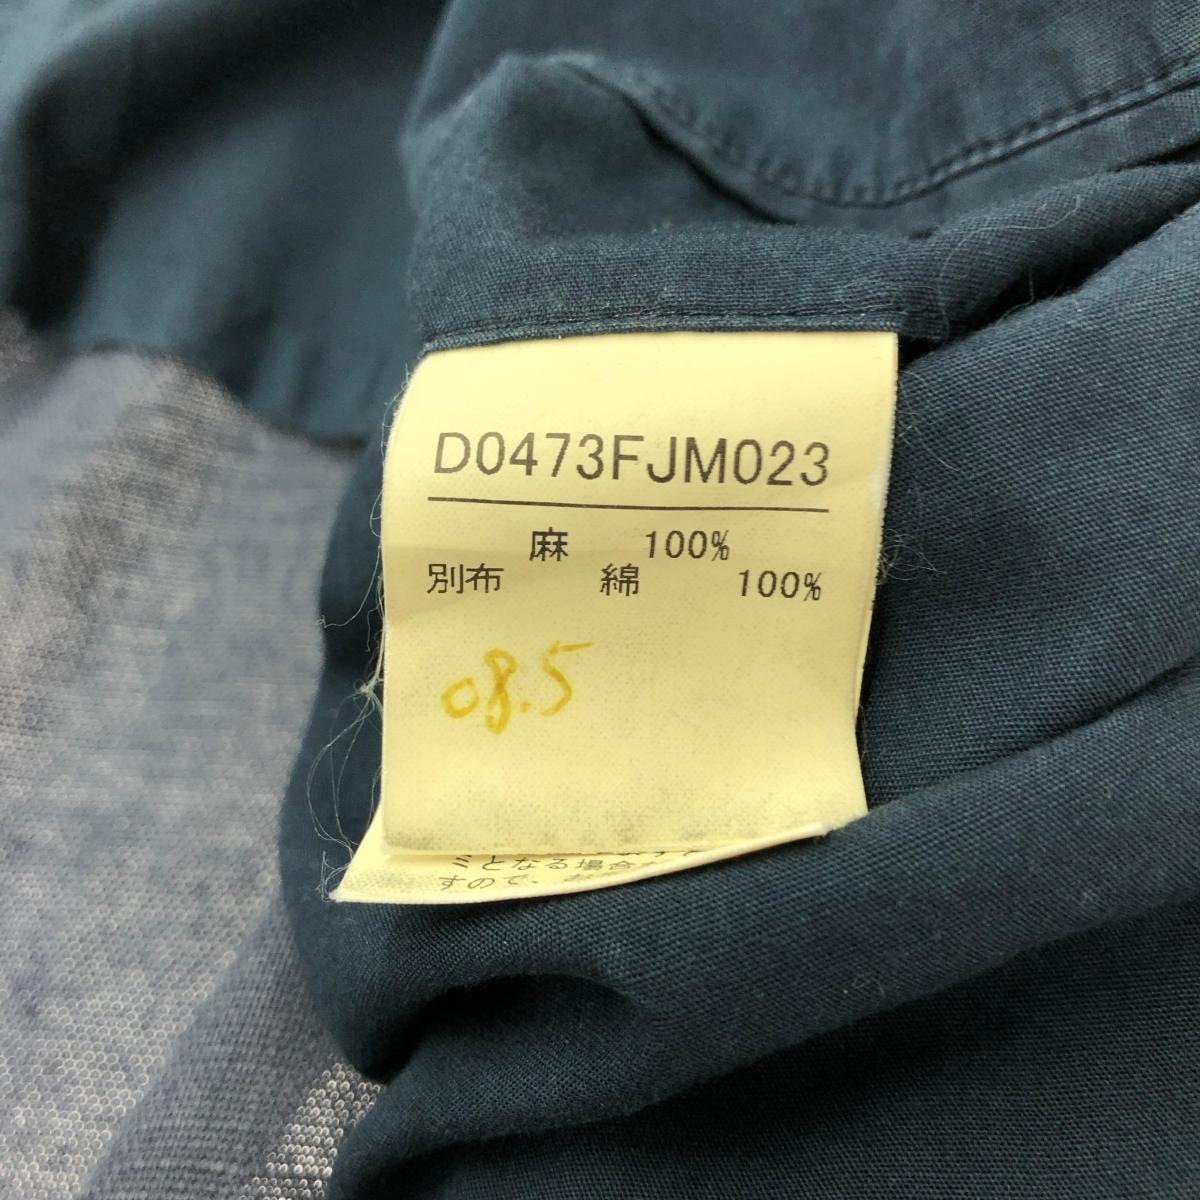 D0473FJM023
麻 100%
別布 綿 100%
08.5
ミとなる場合
すので、